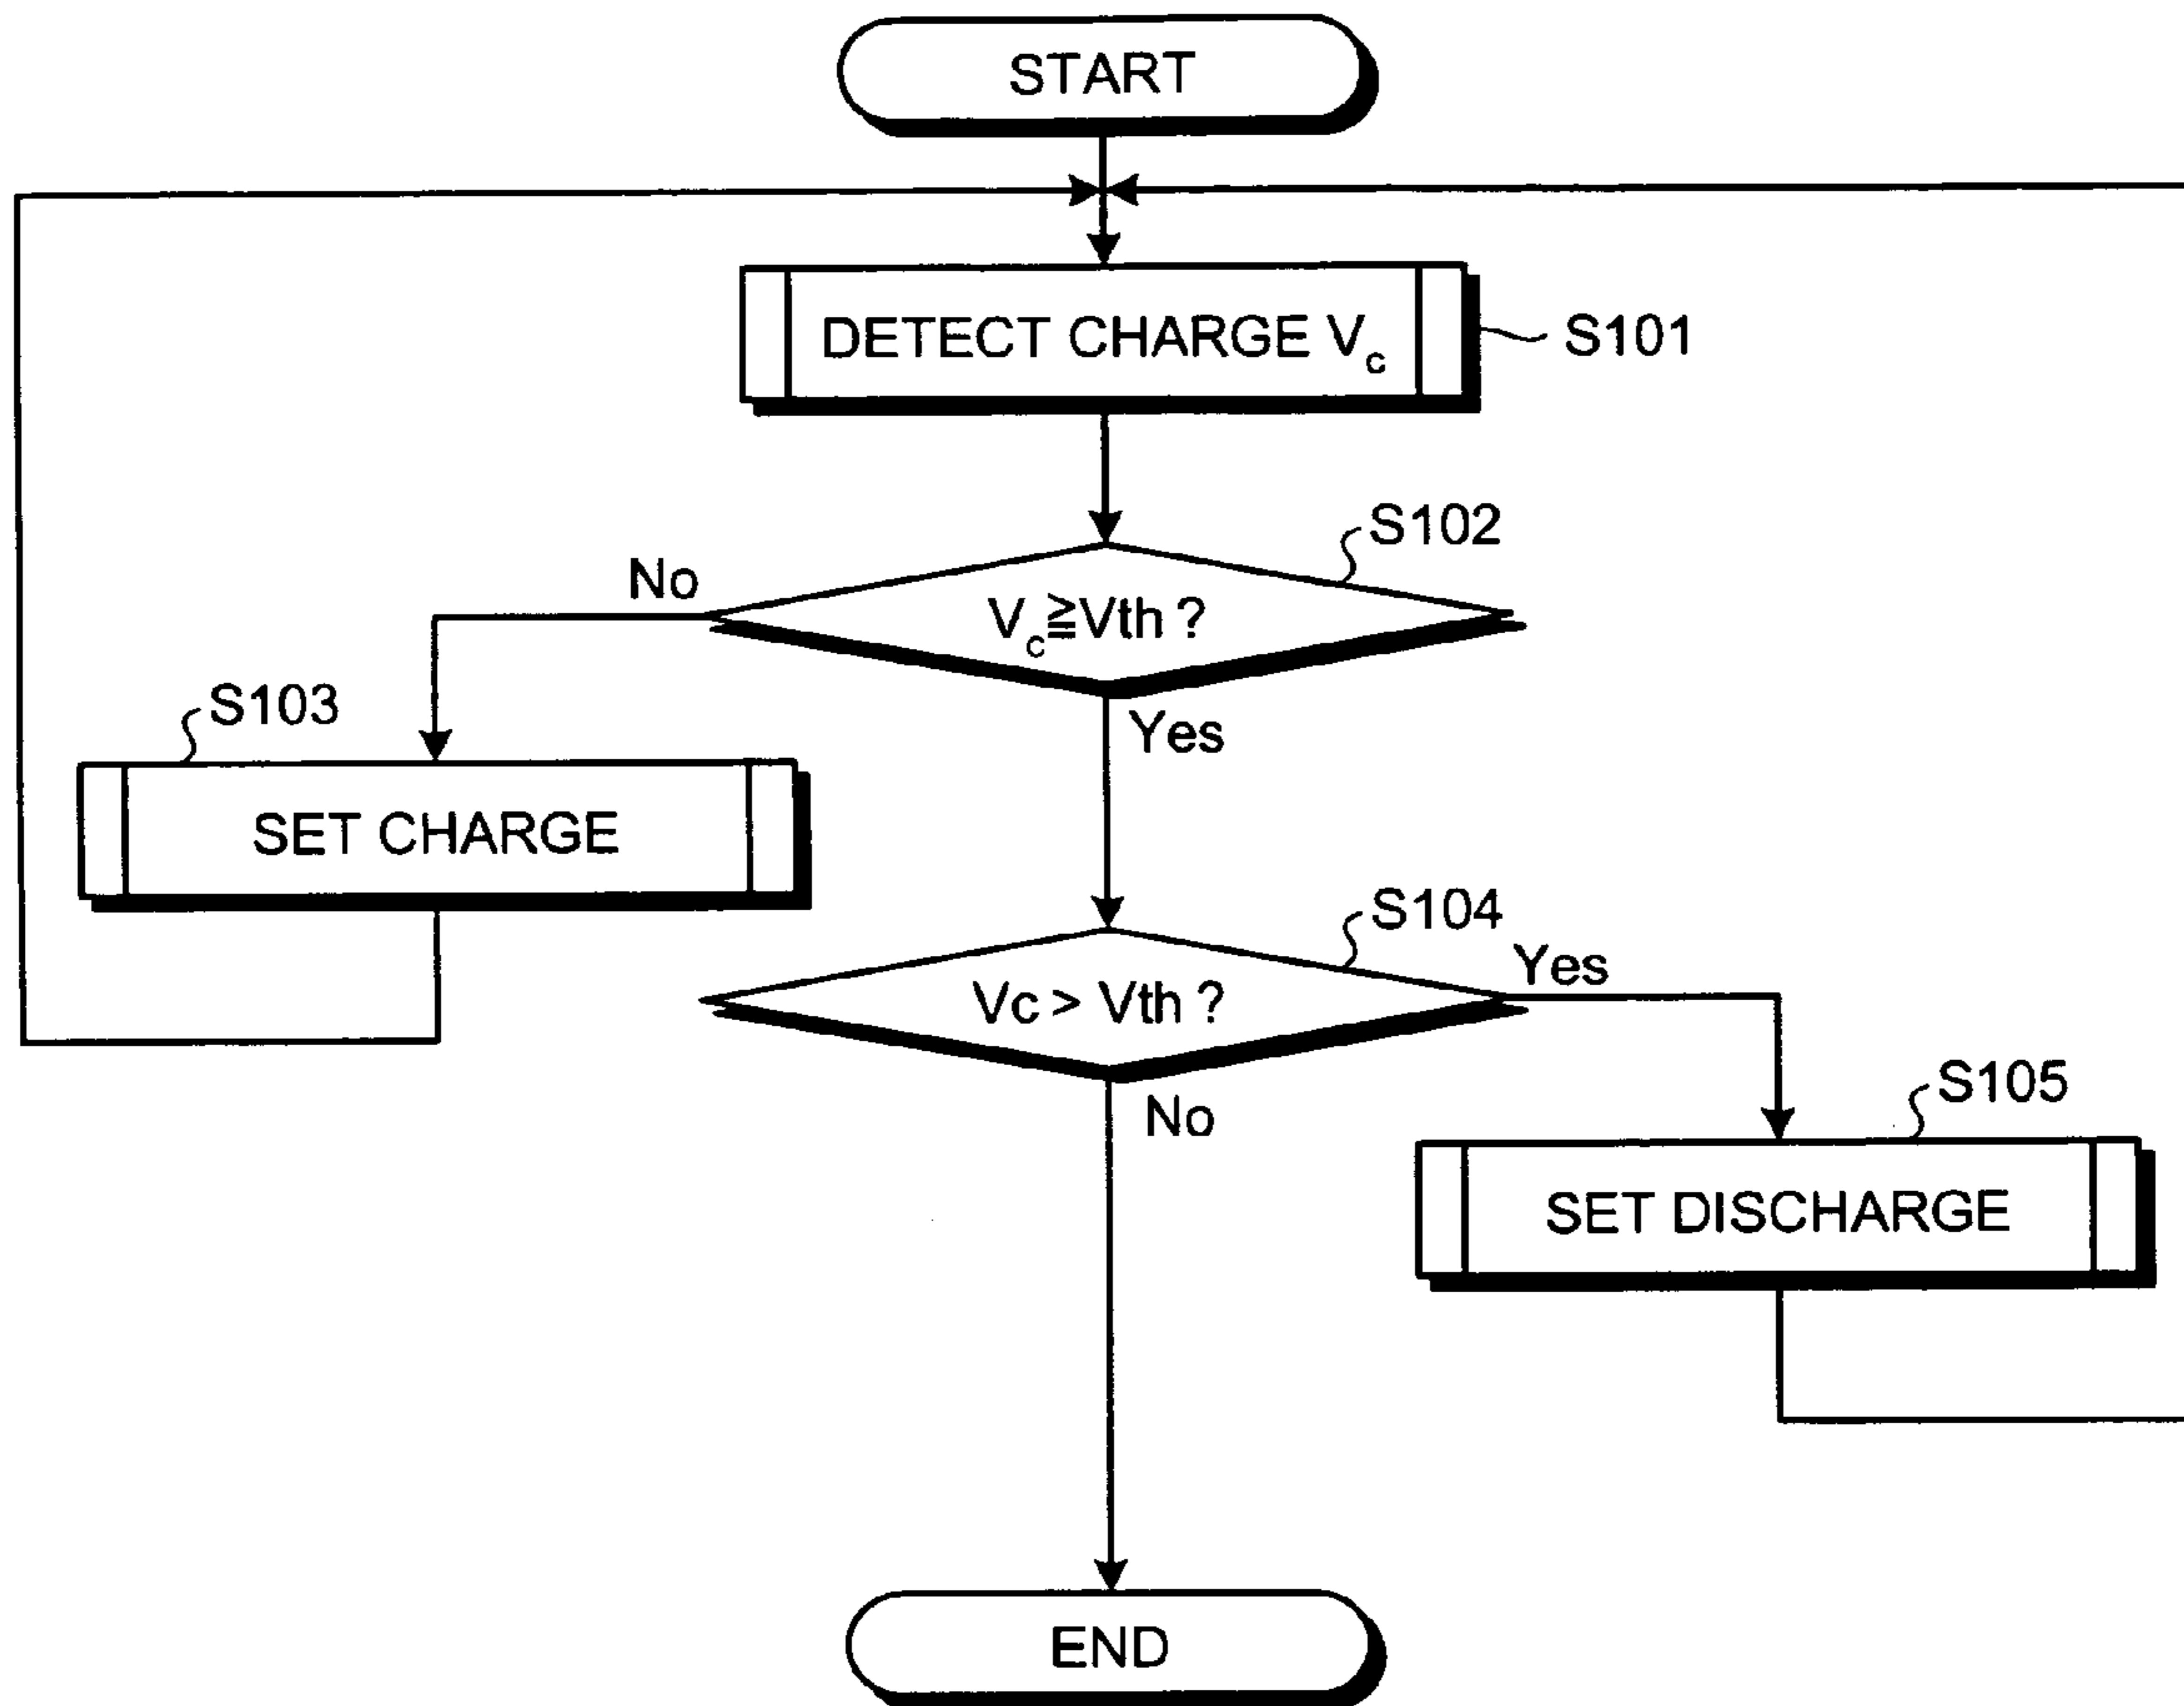 START
DETECT CHARGE Vc
S101
S102
No
Vc≧Vth ?
S103
Yes
SET CHARGE
S104
Yes
Vc > Vth ?
S105
No
SET DISCHARGE
END